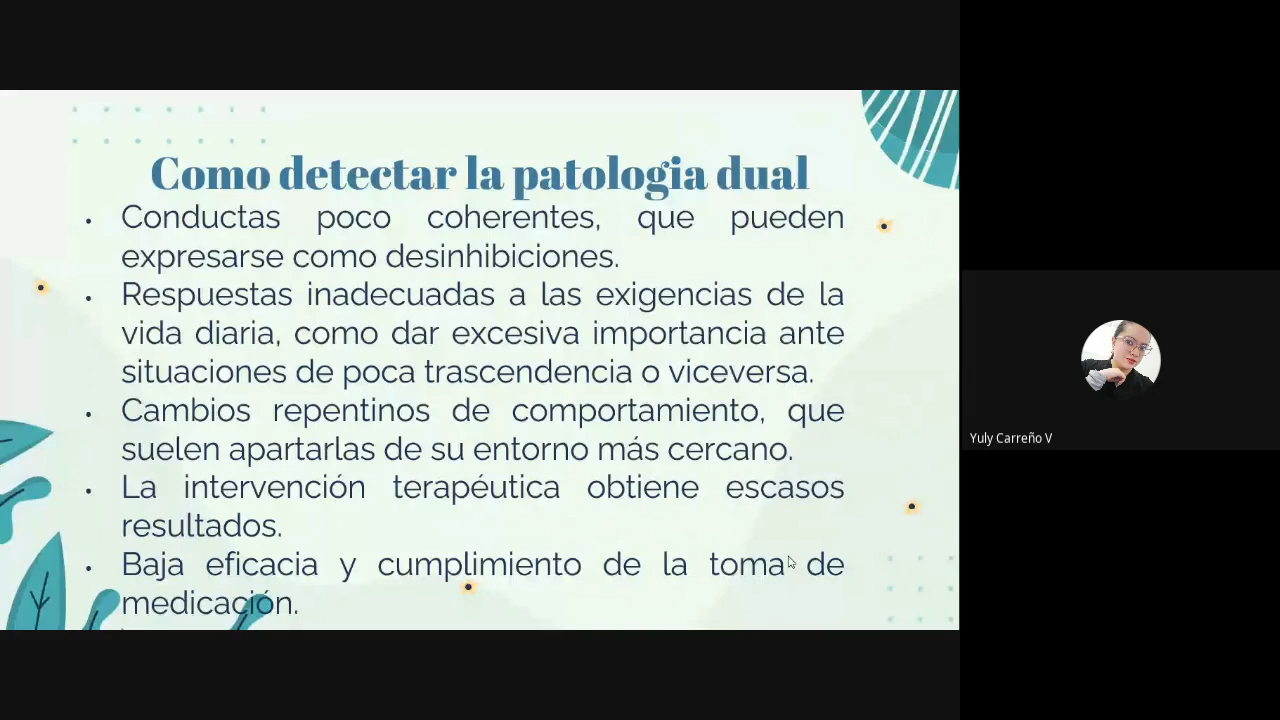 Como detectar la patologia dual
• Conductas poco coherentes, que pueden
expresarse como desinhibiciones.
• Respuestas inadecuadas a las exigencias de la
vida diaria, como dar excesiva importancia ante
situaciones de poca trascendencia o viceversa.
• Cambios repentinos de comportamiento, que
suelen apartarlas de su entorno más cercano.
• La intervención terapéutica obtiene escasos
resultados.
• Baja eficacia y cumplimiento de la toma de
medicación.
Yuly Carreño V